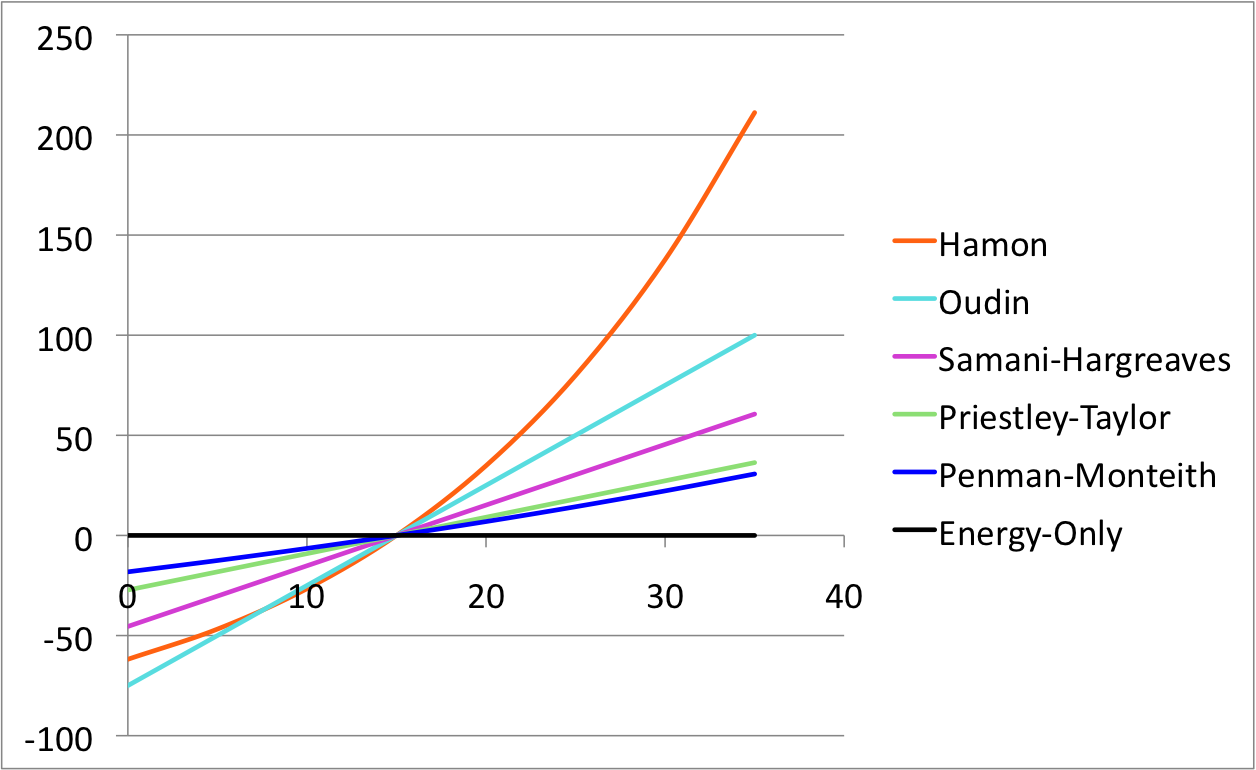 250
200
150
100
50
0
-50
-100
0 10 20 30 40
Hamon
Oudin
Samani-Hargreaves
Priestley-Taylor
Penman-Monteith
Energy-Only